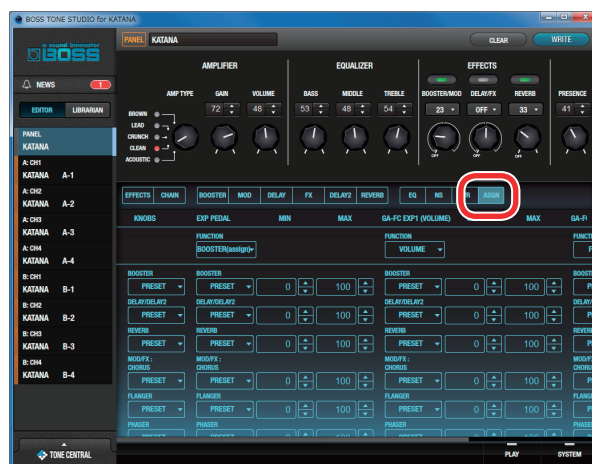 BOSS TONE STUDIO for KATANA
a sound innovator
BOSS
PANEL KATANA
CLEAR WRITE
NEWS 1
EDITOR LIBRARIAN
PANEL
KATANA
A: CH1
KATANA A-1
A: CH2
KATANA A-2
A: CH3
KATANA A-3
A: CH4
KATANA A-4
B: CH1
KATANA B-1
B: CH2
KATANA B-2
B: CH3
KATANA B-3
B: CH4
KATANA B-4
TONE CENTRAL
AMPLIFIER EQUALIZER EFFECTS
AMP TYPE GAIN VOLUME BASS MIDDLE TREBLE BOOSTER/MOD DELAY/FX REVERB PRESENCE
72 48 53 48 54 23 OFF 33 41
BROWN
LEAD
CRUNCH
CLEAN
ACOUSTIC
OFF OFF OFF
EFFECTS CHAIN BOOSTER MOD DELAY FX DELAY2 REVERB EQ NS ASGN
KNOBS EXP PEDAL MIN MAX GA-FC EXP1 (VOLUME) MAX
FUNCTION FUNCTION
BOOSTER(assign) VOLUME
BOOSTER BOOSTER BOOSTER
PRESET PRESET 0 100 PRESET 0 100
DELAY/DELAY2 DELAY/DELAY2 DELAY/DELAY2
PRESET PRESET 0 100 PRESET 0 100
REVERB REVERB REVERB
PRESET PRESET 0 100 PRESET 0 100
MOD/FX : MOD/FX : MOD/FX :
CHORUS CHORUS CHORUS
PRESET PRESET 0 100 PRESET 0 100
FLANGER FLANGER FLANGER
PRESET PRESET 0 100 PRESET 0 100
PHASER PHASER PHASER
PLAY SYSTEM